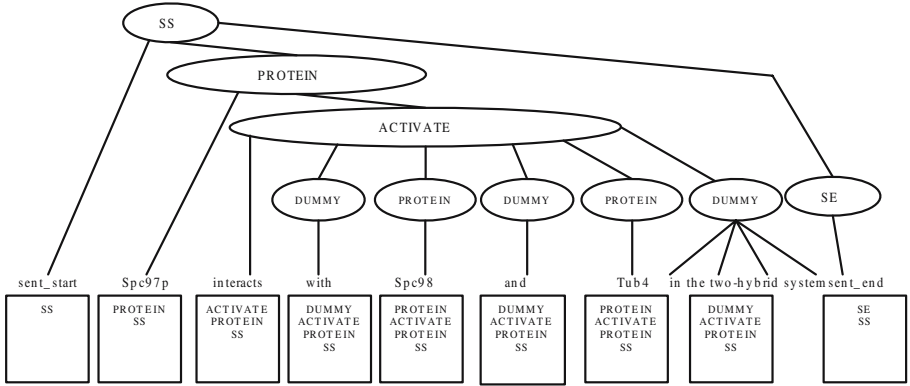 SS
PROTEIN
ACTIVATE
DUMMY PROTEIN DUMMY PROTEIN DUMMY SE
sent_start Spc97p interacts with Spc98 and Tub4 in the two-hybrid system sent_end
SS PROTEIN ACTIVATE DUMMY PROTEIN DUMMY PROTEIN DUMMY SE
SS PROTEIN ACTIVATE ACTIVATE ACTIVATE ACTIVATE ACTIVATE SS
SS PROTEIN PROTEIN PROTEIN PROTEIN PROTEIN
SS SS SS SS SS